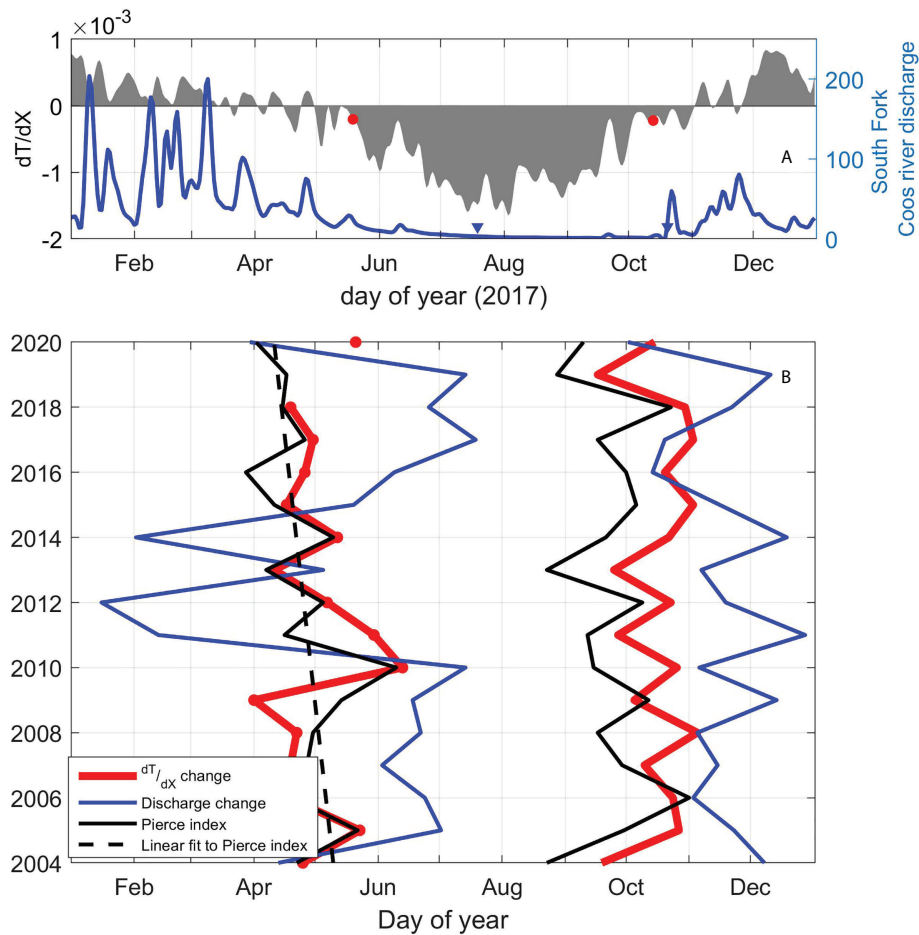 ×10⁻³
1
0
-1
-2
dT/dX
200
100
0
South Fork
Coos river discharge
A
Feb Apr Jun Aug Oct Dec
day of year (2017)
2020
2018
2016
2014
2012
2010
2008
2006
2004
B
dT/dX change
Discharge change
Pierce index
Linear fit to Pierce index
Feb Apr Jun Aug Oct Dec
Day of year